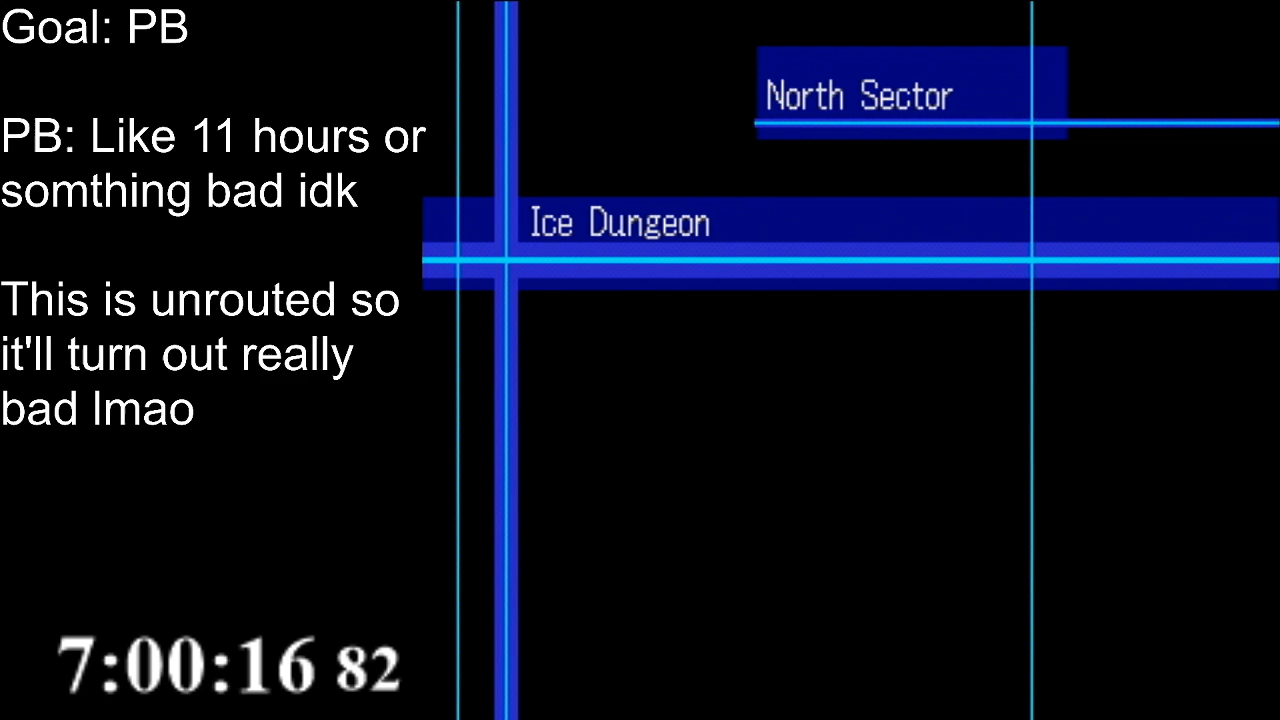 Goal: PB
PB: Like 11 hours or
somthing bad idk
This is unrouted so
it'll turn out really
bad lmao
North Sector
Ice Dungeon
7:00:16 82